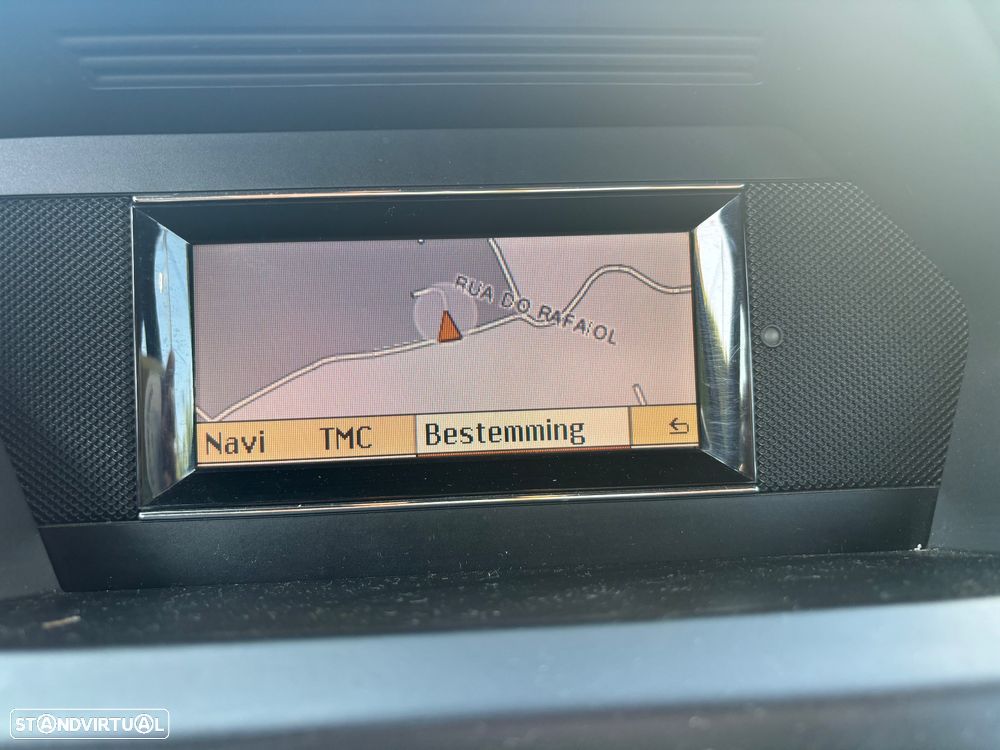 RUA DO RAFAIOL
Navi TMC Bestemming
STANDVIRTUAL